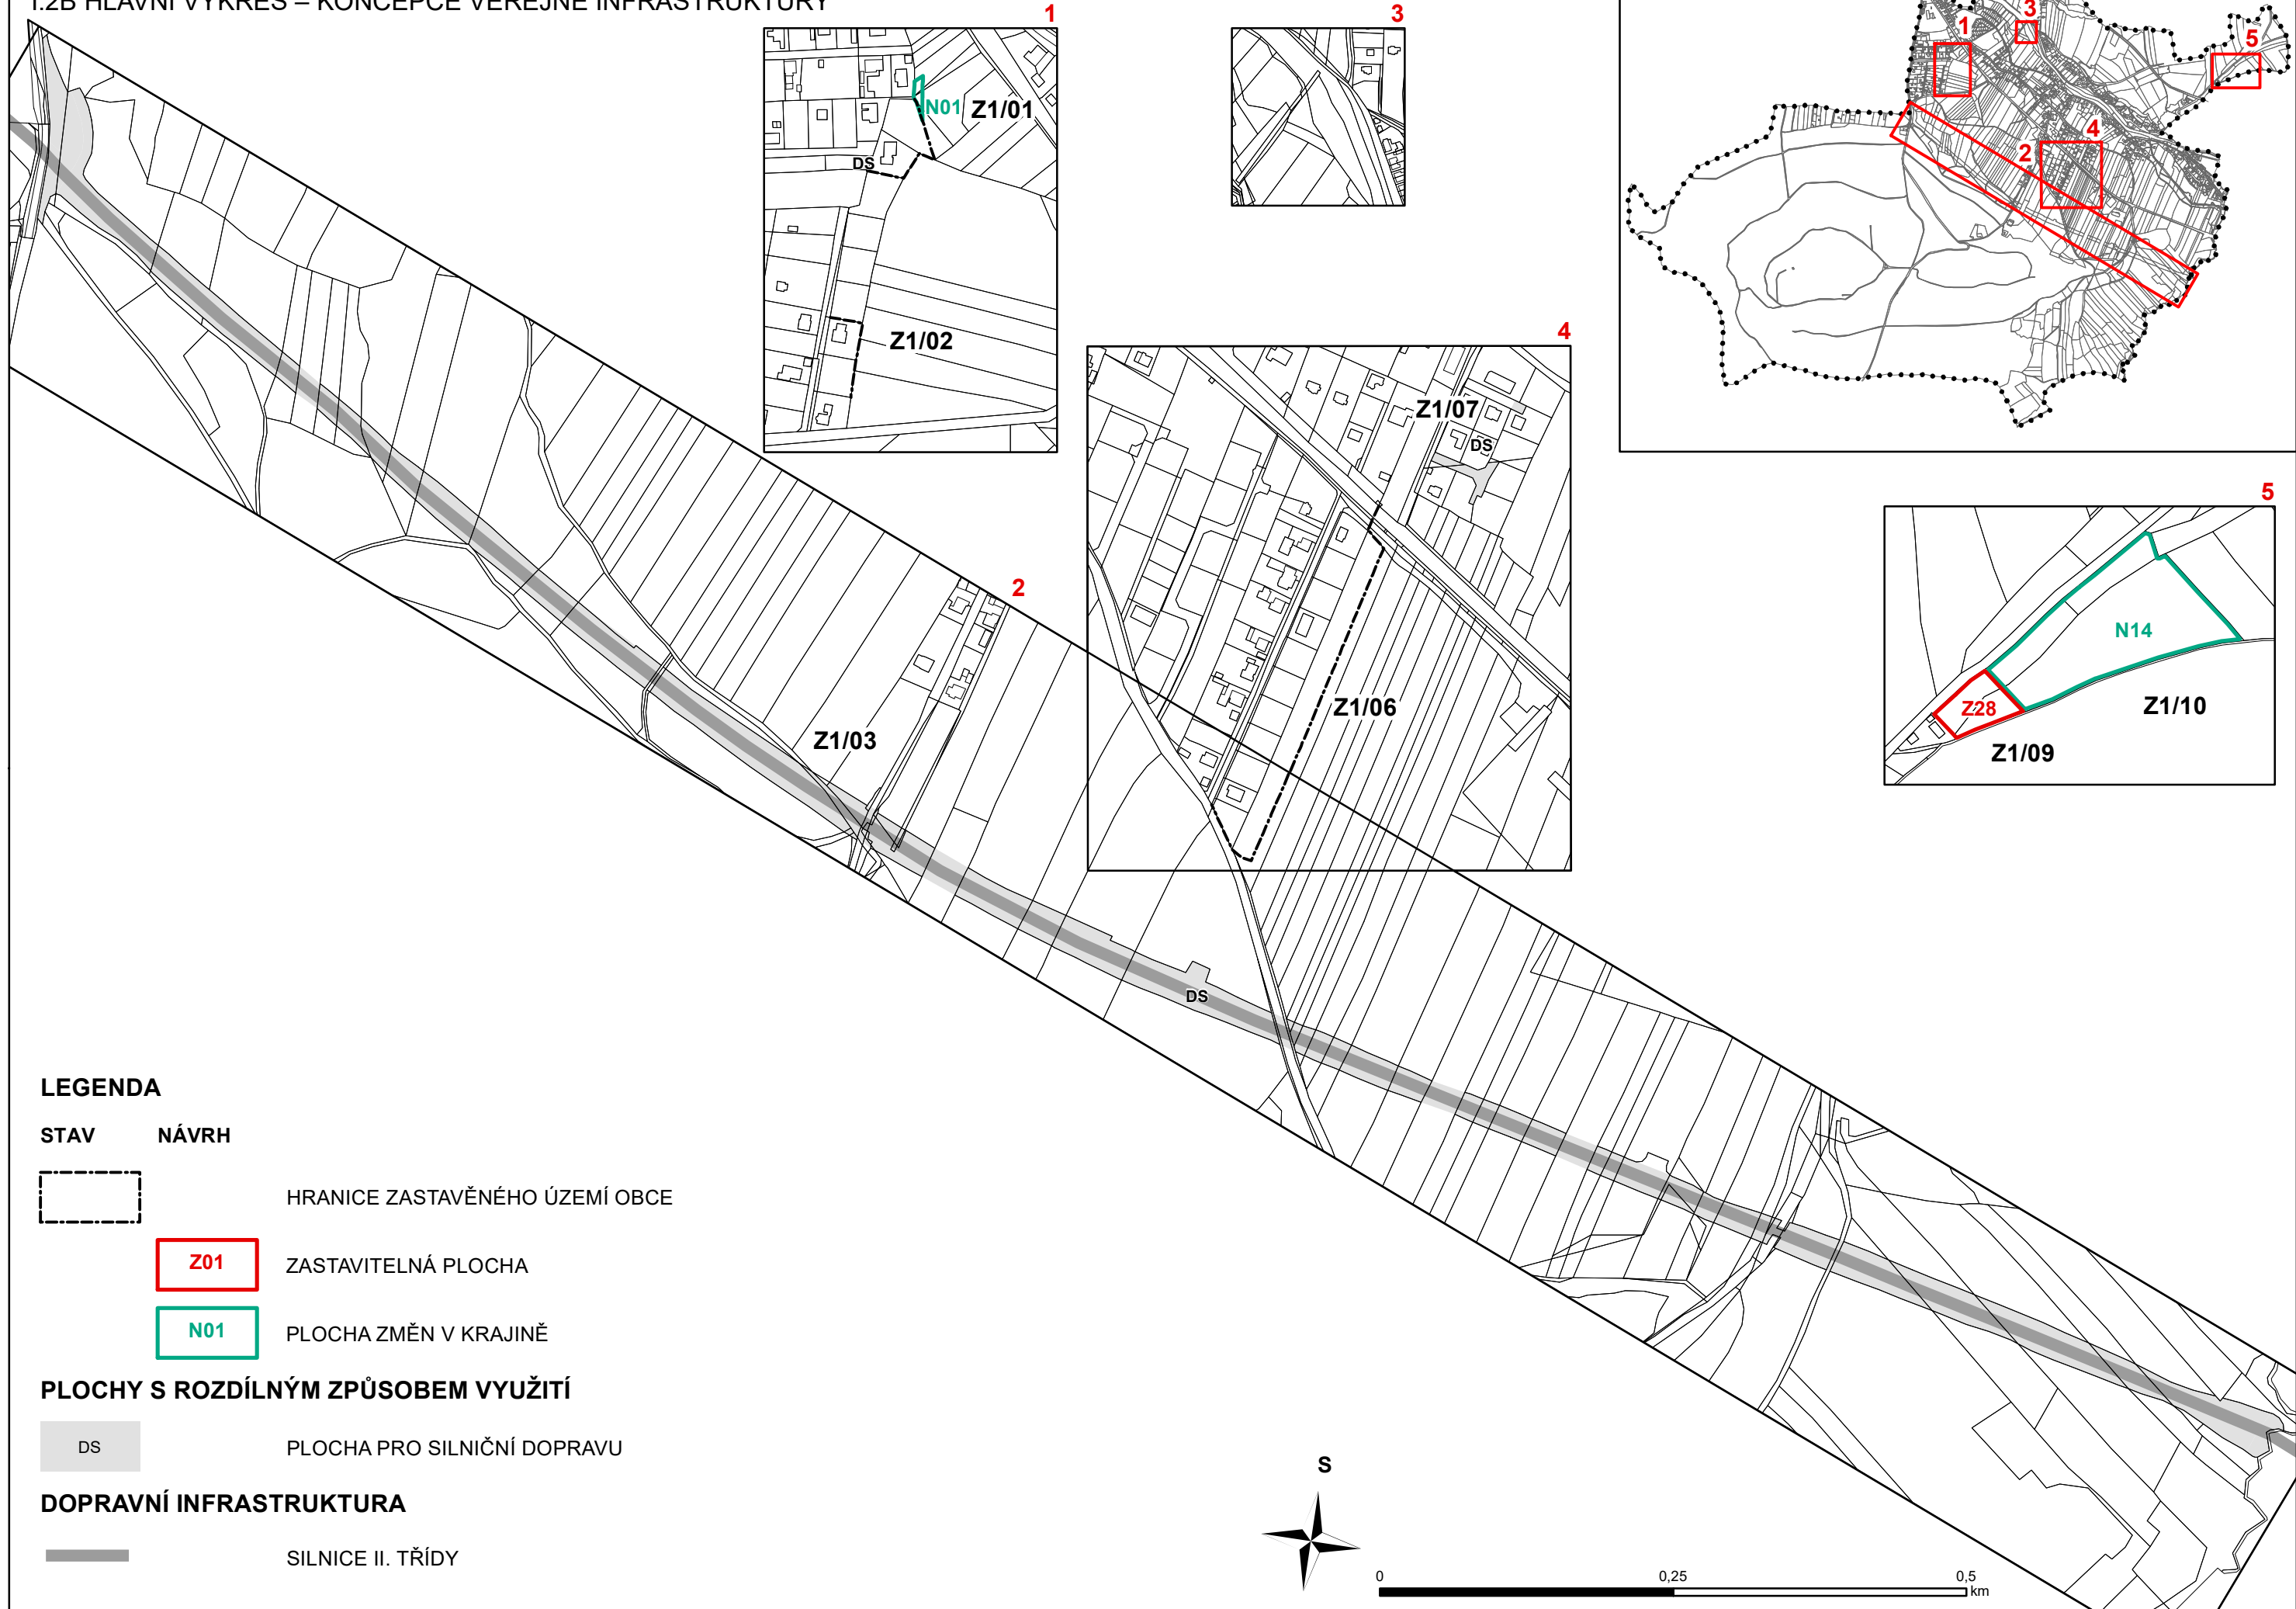 I.2B HLAVNÍ VÝKRES – KONCEPCE VEŘEJNÉ INFRASTRUKTURY
1
N01 Z1/01
DS
Z1/02
3
1
3
5
4
2
4
Z1/07
DS
Z1/06
5
N14
Z28
Z1/10
Z1/09
2
Z1/03
DS
LEGENDA
STAV NÁVRH
HRANICE ZASTAVĚNÉHO ÚZEMÍ OBCE
Z01 ZASTAVITELNÁ PLOCHA
N01 PLOCHA ZMĚN V KRAJINĚ
PLOCHY S ROZDÍLNÝM ZPŮSOBEM VYUŽITÍ
DS PLOCHA PRO SILNIČNÍ DOPRAVU
DOPRAVNÍ INFRASTRUKTURA
SILNICE II. TŘÍDY
S
0 0,25 0,5
km